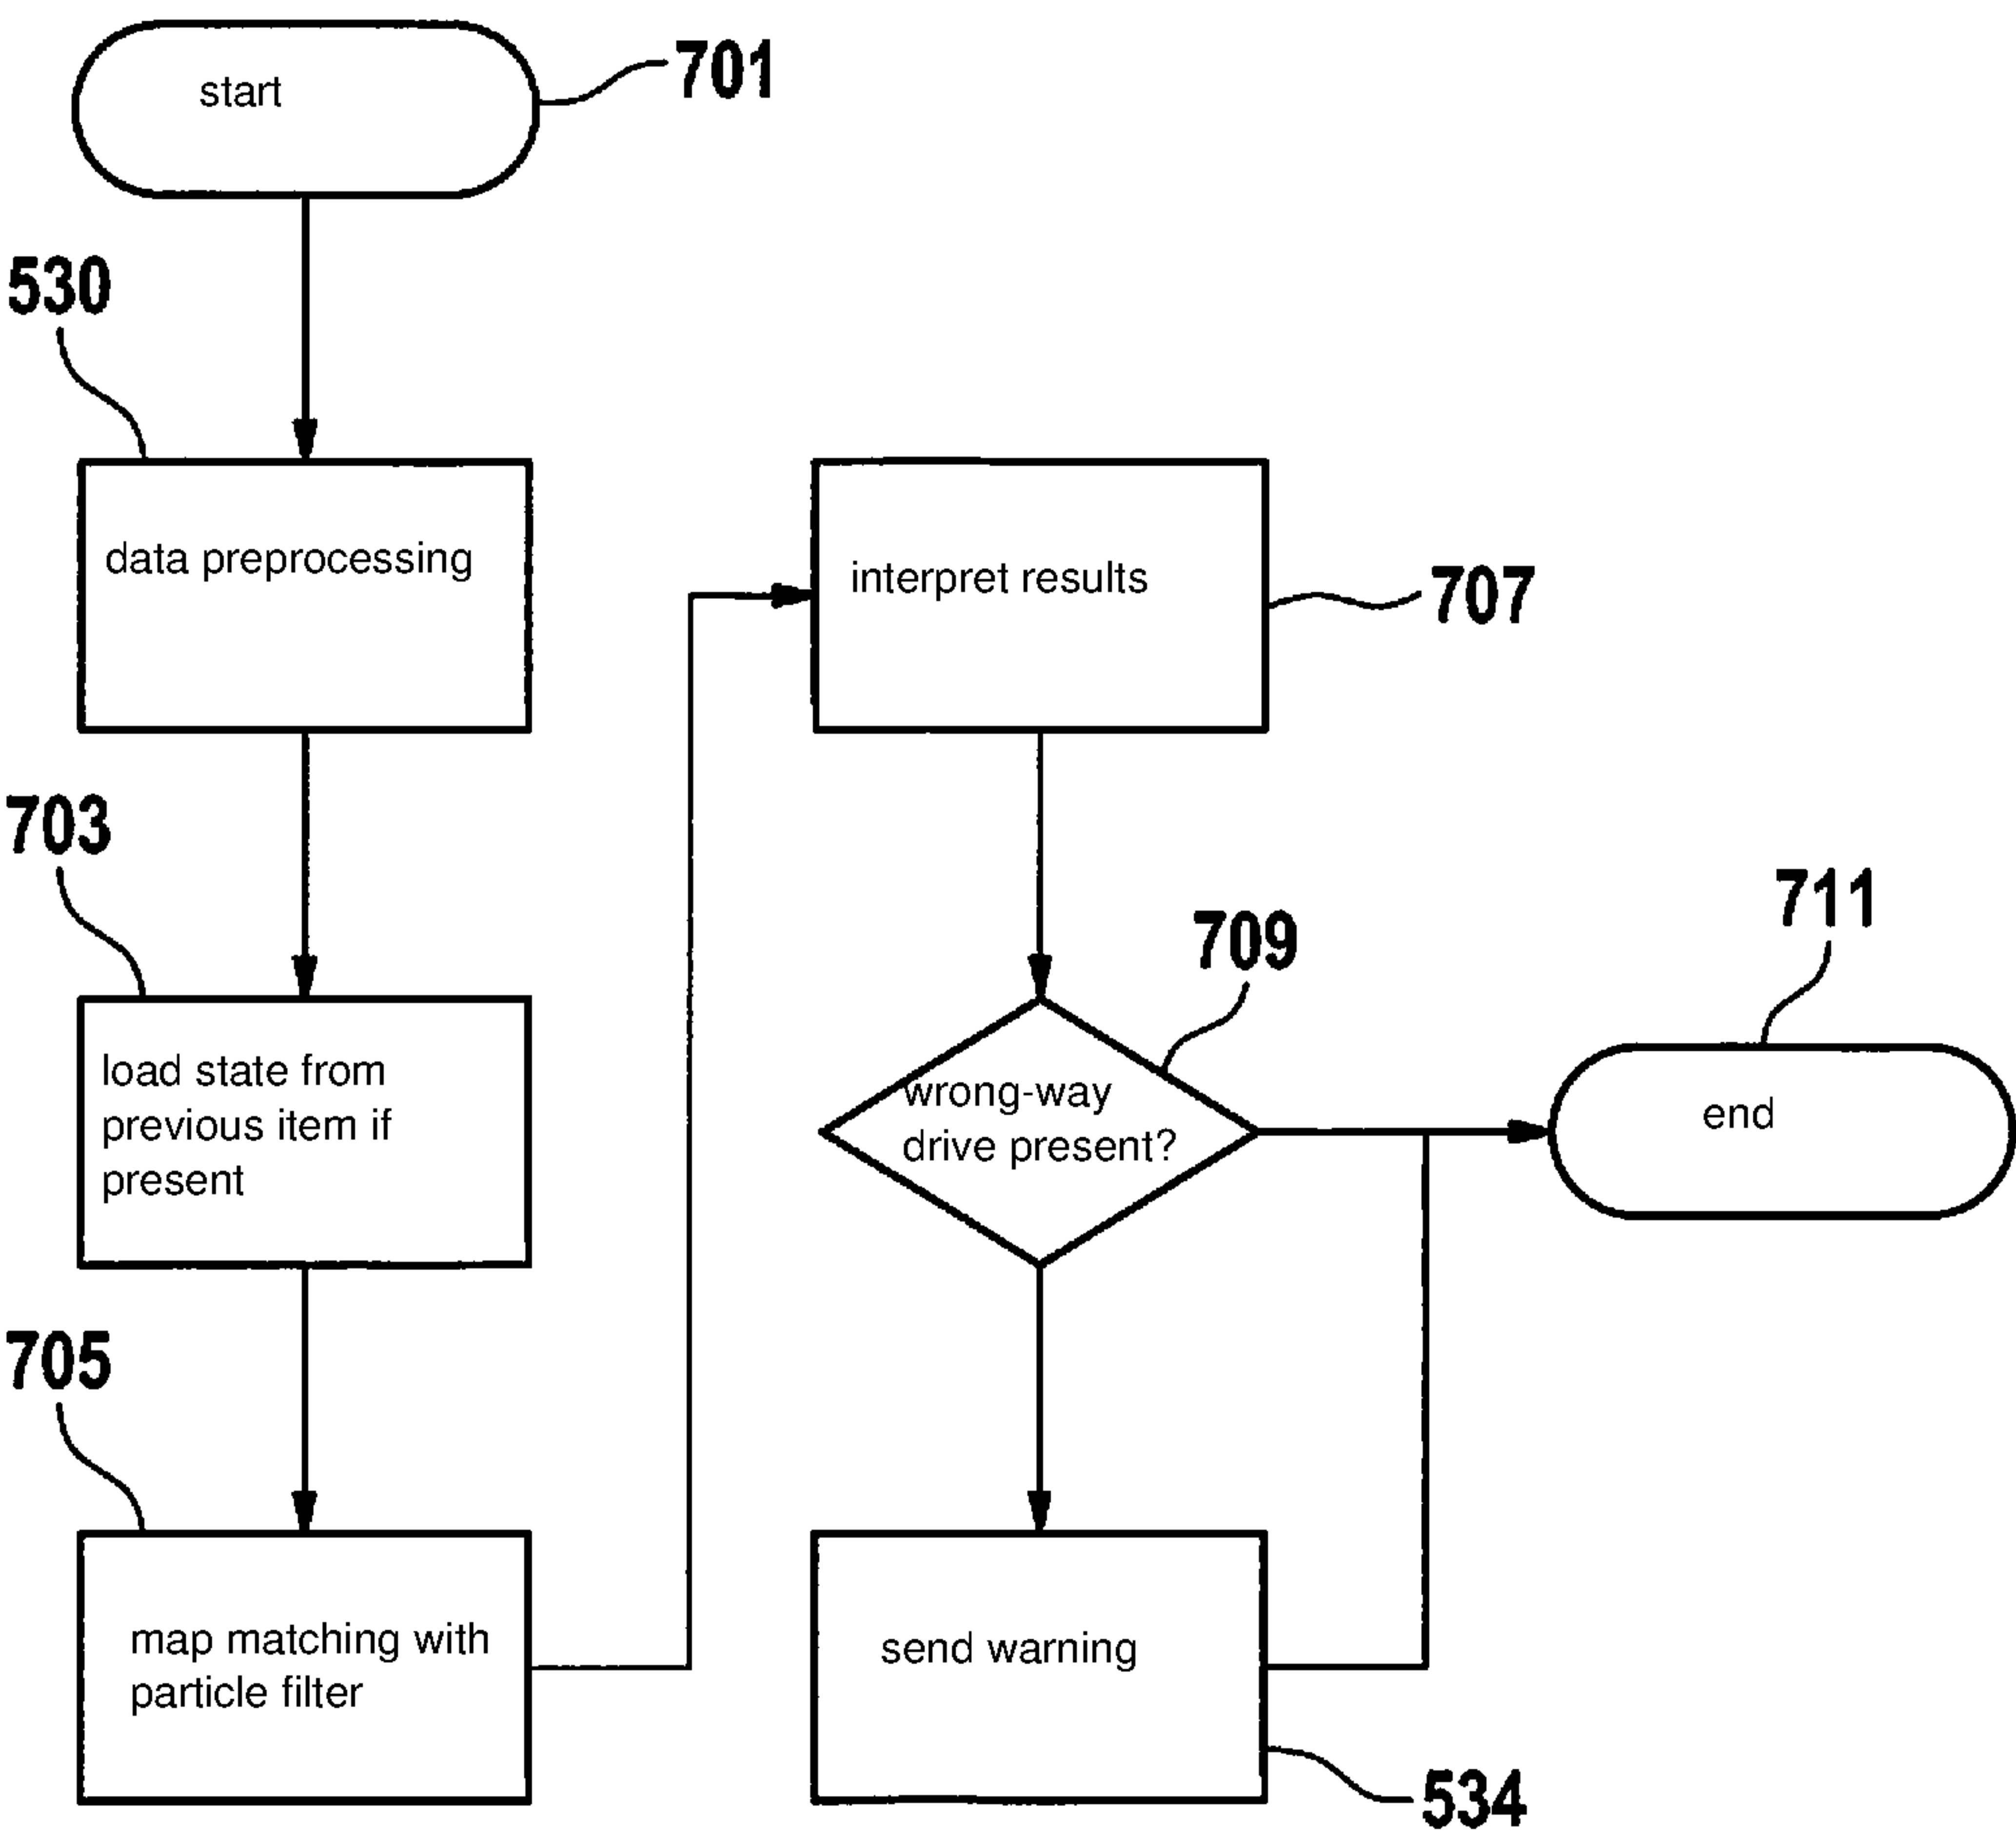 start
701
530
data preprocessing
703
load state from
previous item if
present
705
map matching with
particle filter
interpret results
707
709
wrong-way
drive present?
711
end
send warning
534